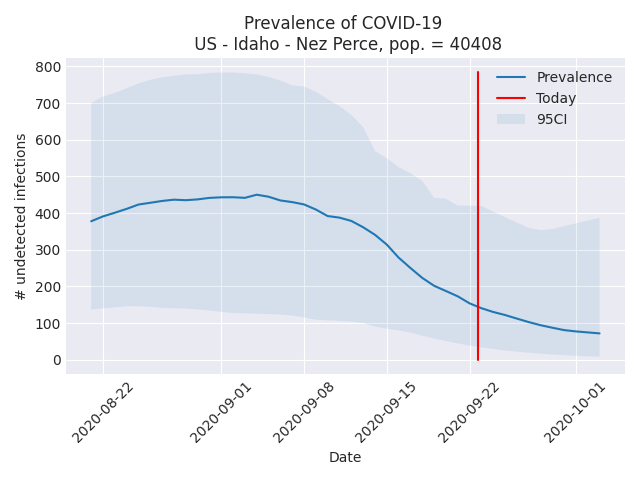 Prevalence of COVID-19
US - Idaho - Nez Perce, pop. = 40408
800
700
600
500
400
300
200
100
0
# undetected infections
Prevalence
Today
95CI
2020-08-22
2020-09-01
2020-09-08
2020-09-15
2020-09-22
2020-10-01
Date